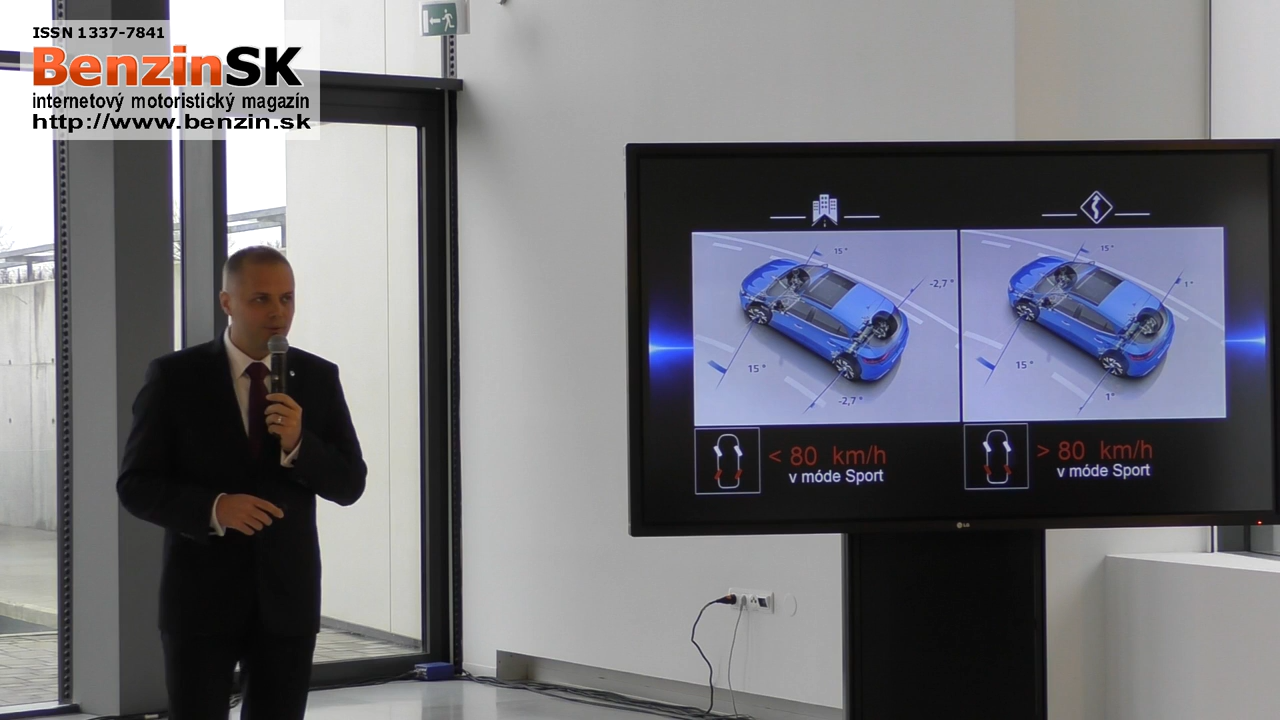 ISSN 1337-7841
BenzinSK
internetový motoristický magazín
http://www.benzin.sk
15°
-2,7°
15°
-2,7°
15°
1°
15°
1°
< 80 km/h
v móde Sport
> 80 km/h
v móde Sport
LG